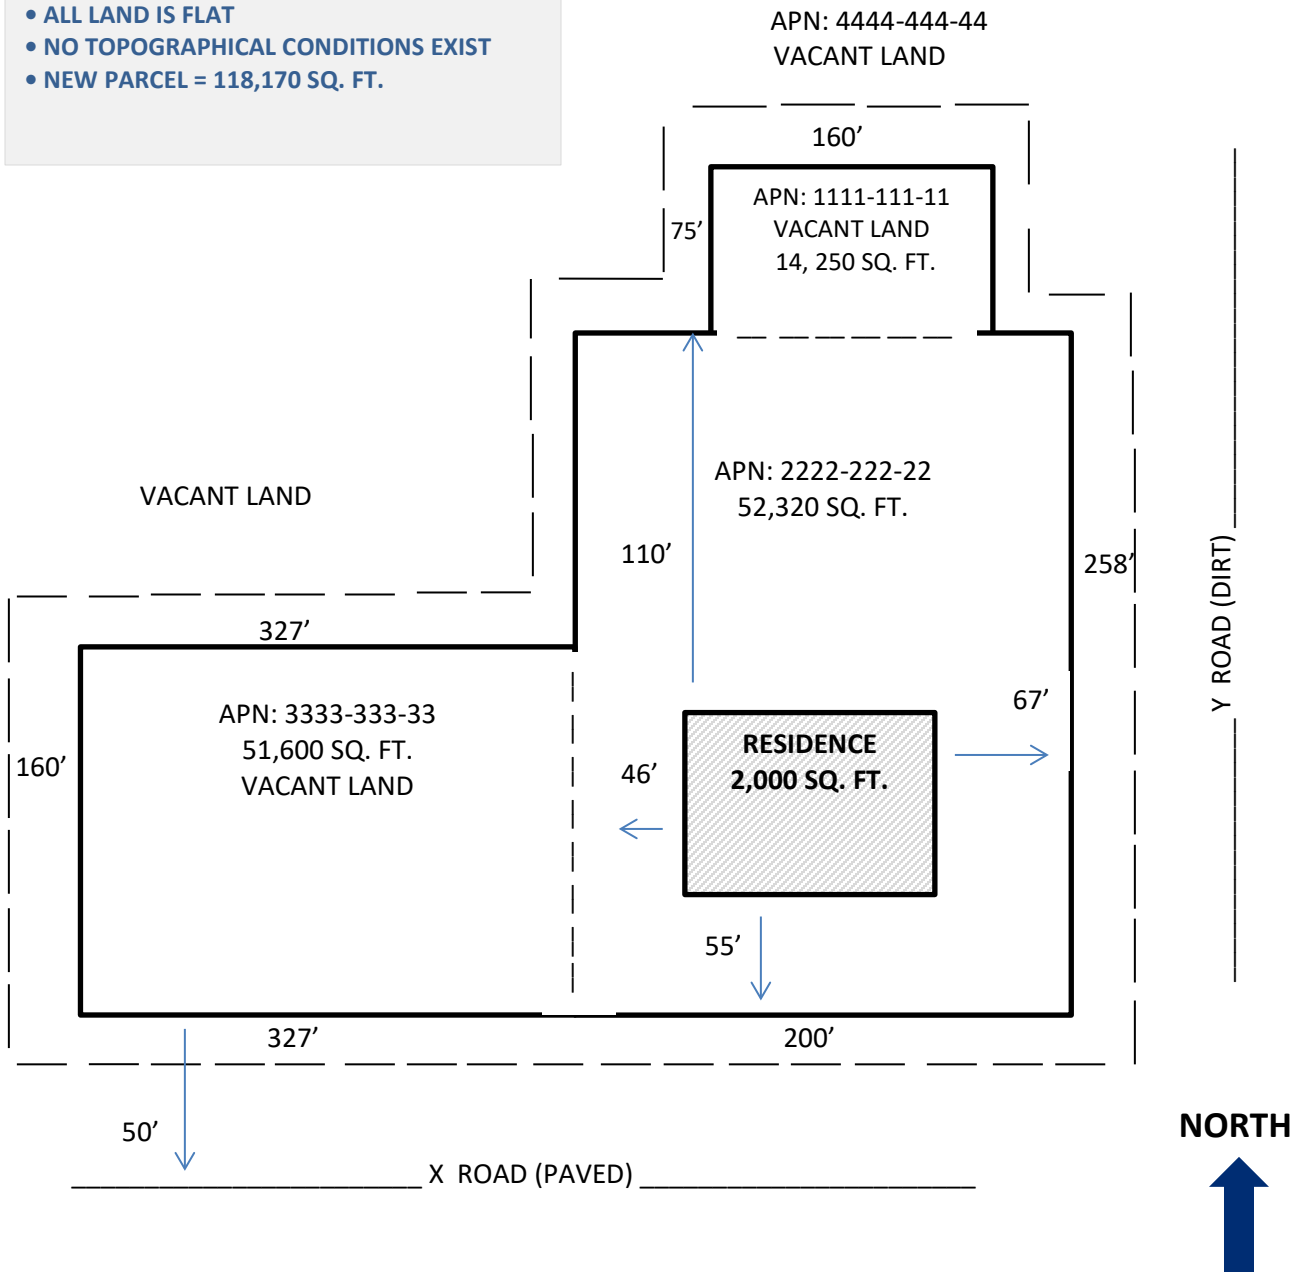 • ALL LAND IS FLAT
• NO TOPOGRAPHICAL CONDITIONS EXIST
• NEW PARCEL = 118,170 SQ. FT.
APN: 4444-444-44
VACANT LAND
160’
APN: 1111-111-11
VACANT LAND
14, 250 SQ. FT.
75’
VACANT LAND
APN: 2222-222-22
52,320 SQ. FT.
110’
258’
Y ROAD (DIRT)
327’
APN: 3333-333-33
51,600 SQ. FT.
VACANT LAND
160’
RESIDENCE
2,000 SQ. FT.
46’
67’
55’
327’
200’
50’
X ROAD (PAVED)
NORTH